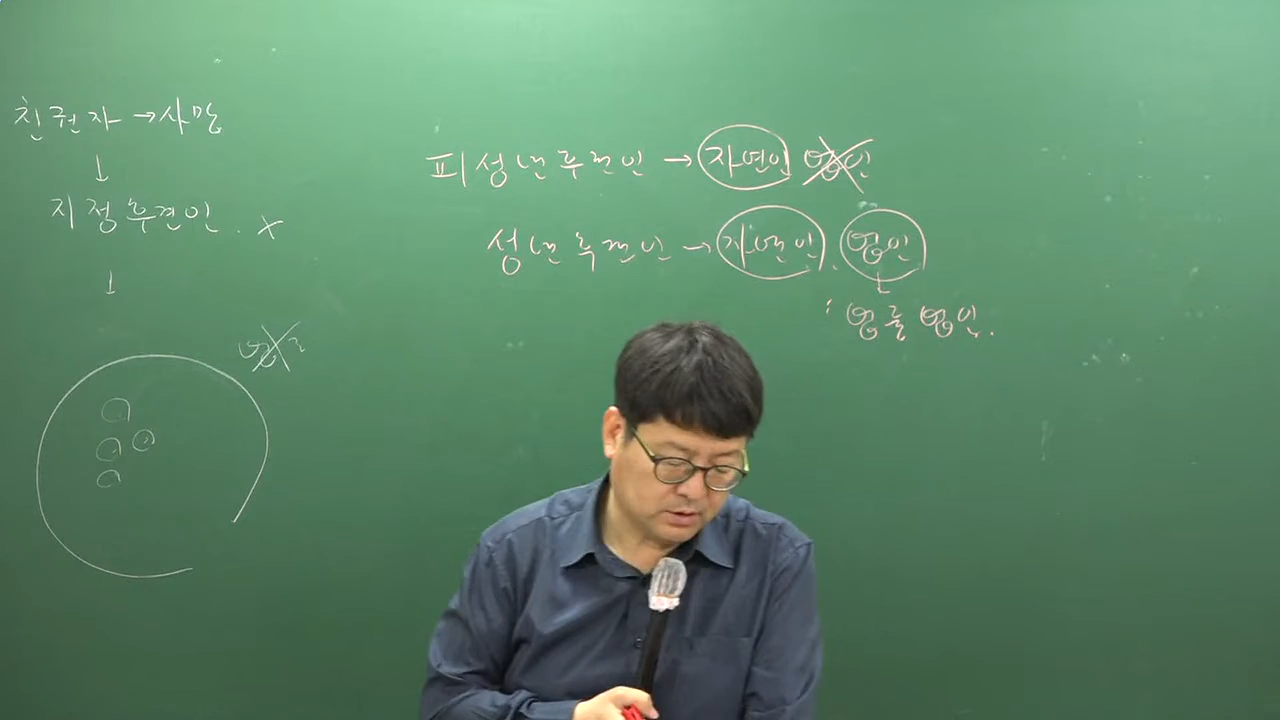 친권자 → 사망
↓
지정후견인. X
↓
피성년후견인 → 자연인 법인
성년후견인 → 자연인. 법인
↓
: 법률 법인.